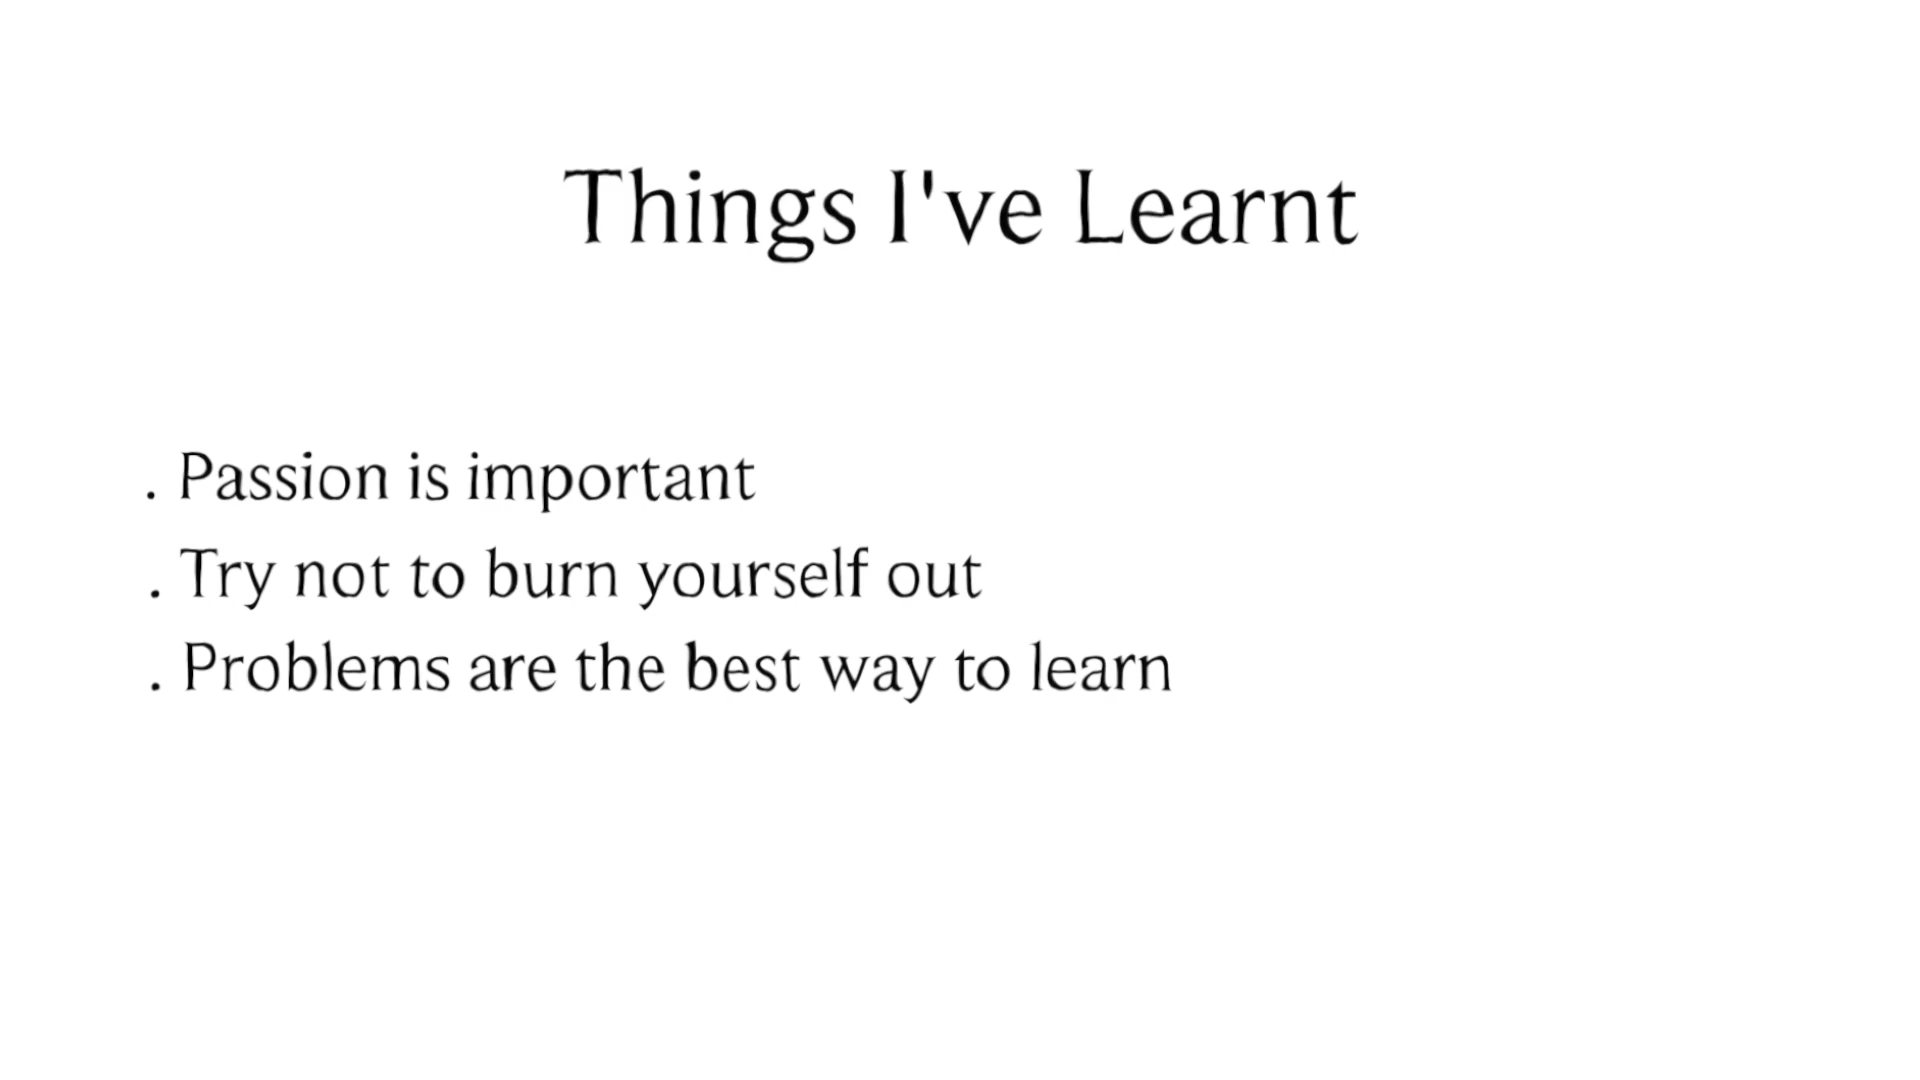 Things I've Learnt
. Passion is important
. Try not to burn yourself out
. Problems are the best way to learn